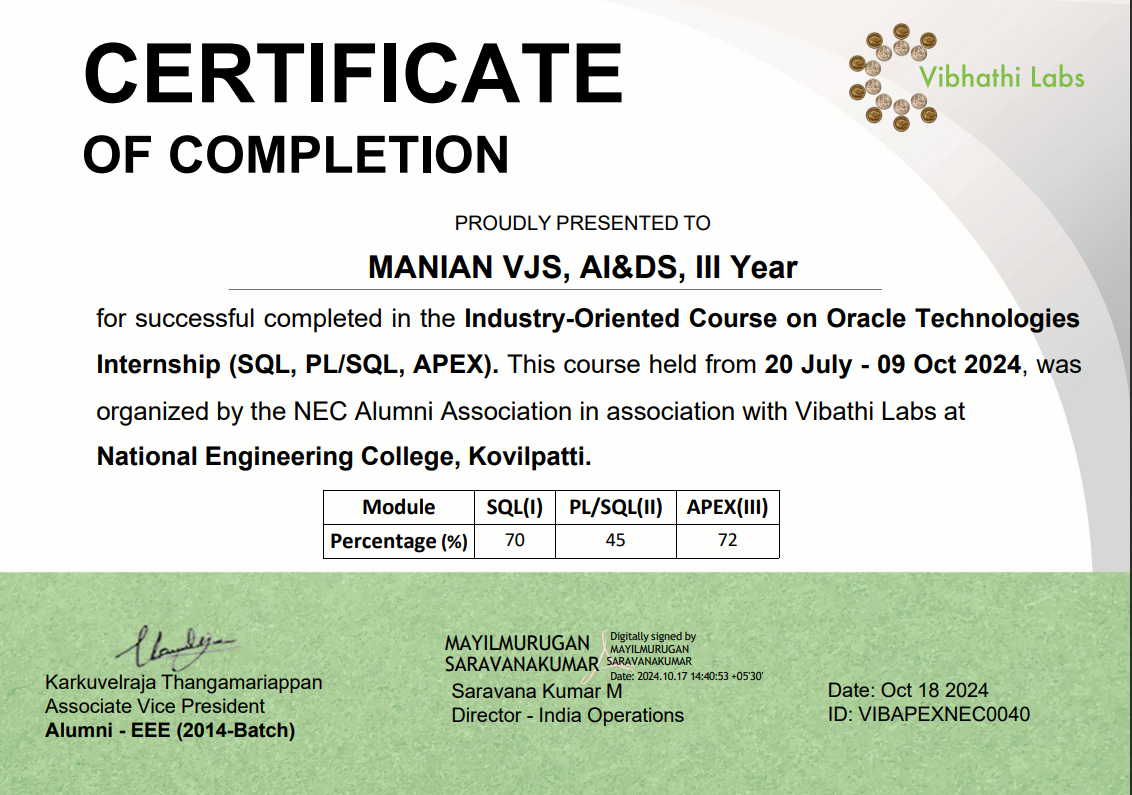 CERTIFICATE
OF COMPLETION
Vibhathi Labs
PROUDLY PRESENTED TO
MANIAN VJS, AI&DS, III Year
for successful completed in the Industry-Oriented Course on Oracle Technologies
Internship (SQL, PL/SQL, APEX). This course held from 20 July - 09 Oct 2024, was
organized by the NEC Alumni Association in association with Vibathi Labs at
National Engineering College, Kovilpatti.
Module SQL(I) PL/SQL(II) APEX(III)
Percentage (%) 70 45 72
Karkuvelraja Thangamariappan
Associate Vice President
Alumni - EEE (2014-Batch)
MAYILMURUGAN
SARAVANAKUMAR
Digitally signed by
MAYILMURUGAN
SARAVANAKUMAR
Date: 2024.10.17 14:40:53 +05'30'
Saravana Kumar M
Director - India Operations
Date: Oct 18 2024
ID: VIBAPEXNEC0040